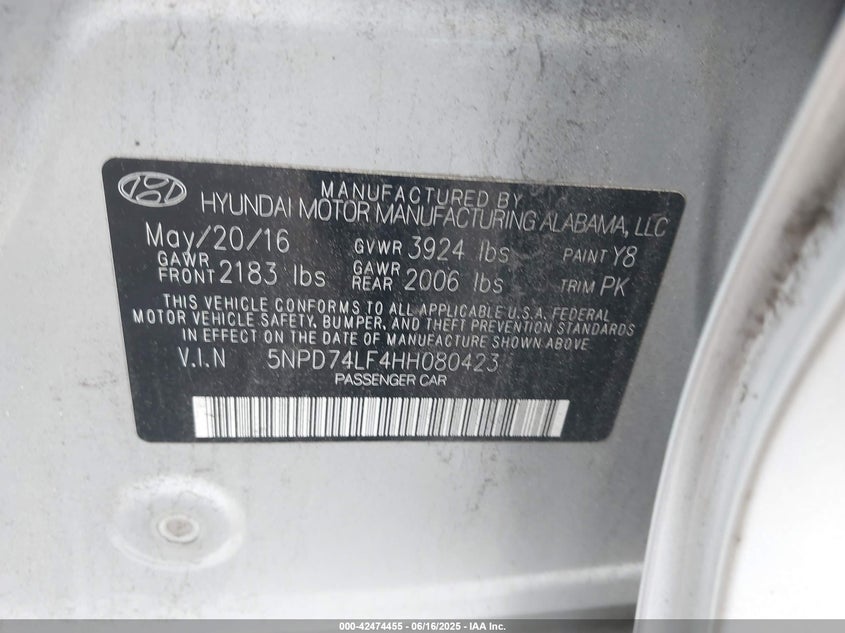 MANUFACTURED BY
HYUNDAI MOTOR MANUFACTURING ALABAMA, LLC
May/20/16 GVWR 3924 lbs PAINT Y8
GAWR FRONT 2183 lbs GAWR REAR 2006 lbs TRIM PK
THIS VEHICLE CONFORMS TO ALL APPLICABLE U.S.A. FEDERAL
MOTOR VEHICLE SAFETY, BUMPER, AND THEFT PREVENTION STANDARDS
IN EFFECT ON THE DATE OF MANUFACTURE SHOWN ABOVE.
V.I.N 5NPD74LF4HH080423
PASSENGER CAR
000-42474455 - 06/16/2025 - IAA Inc.